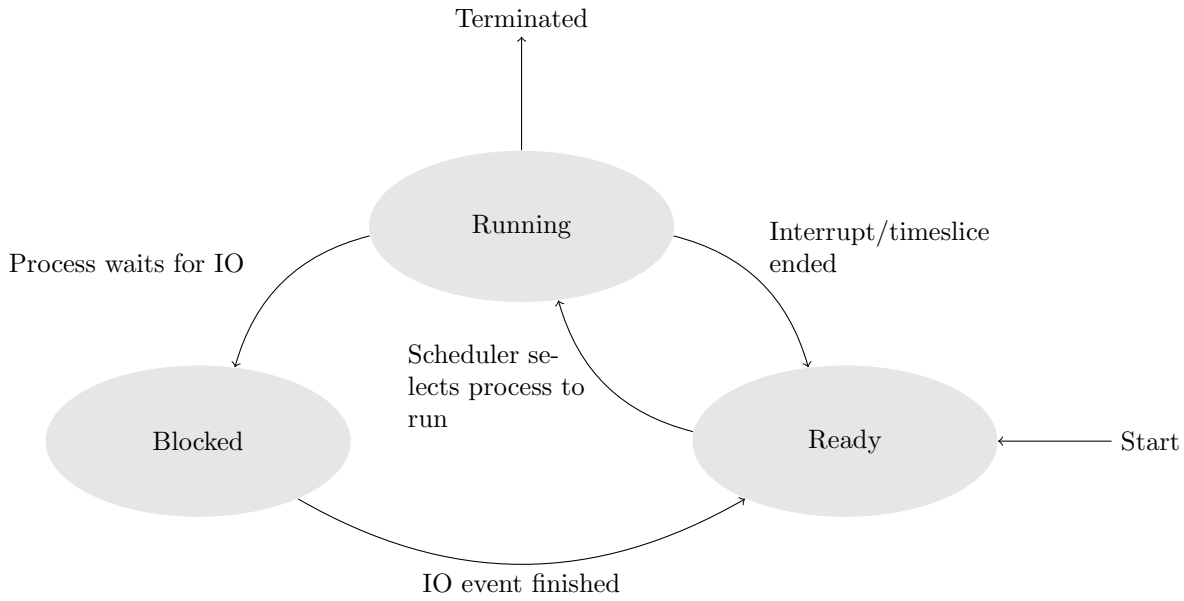 Terminated
Running
Interrupt/timeslice
ended
Process waits for IO
Scheduler se-
lects process to
run
Blocked
Ready
Start
IO event finished